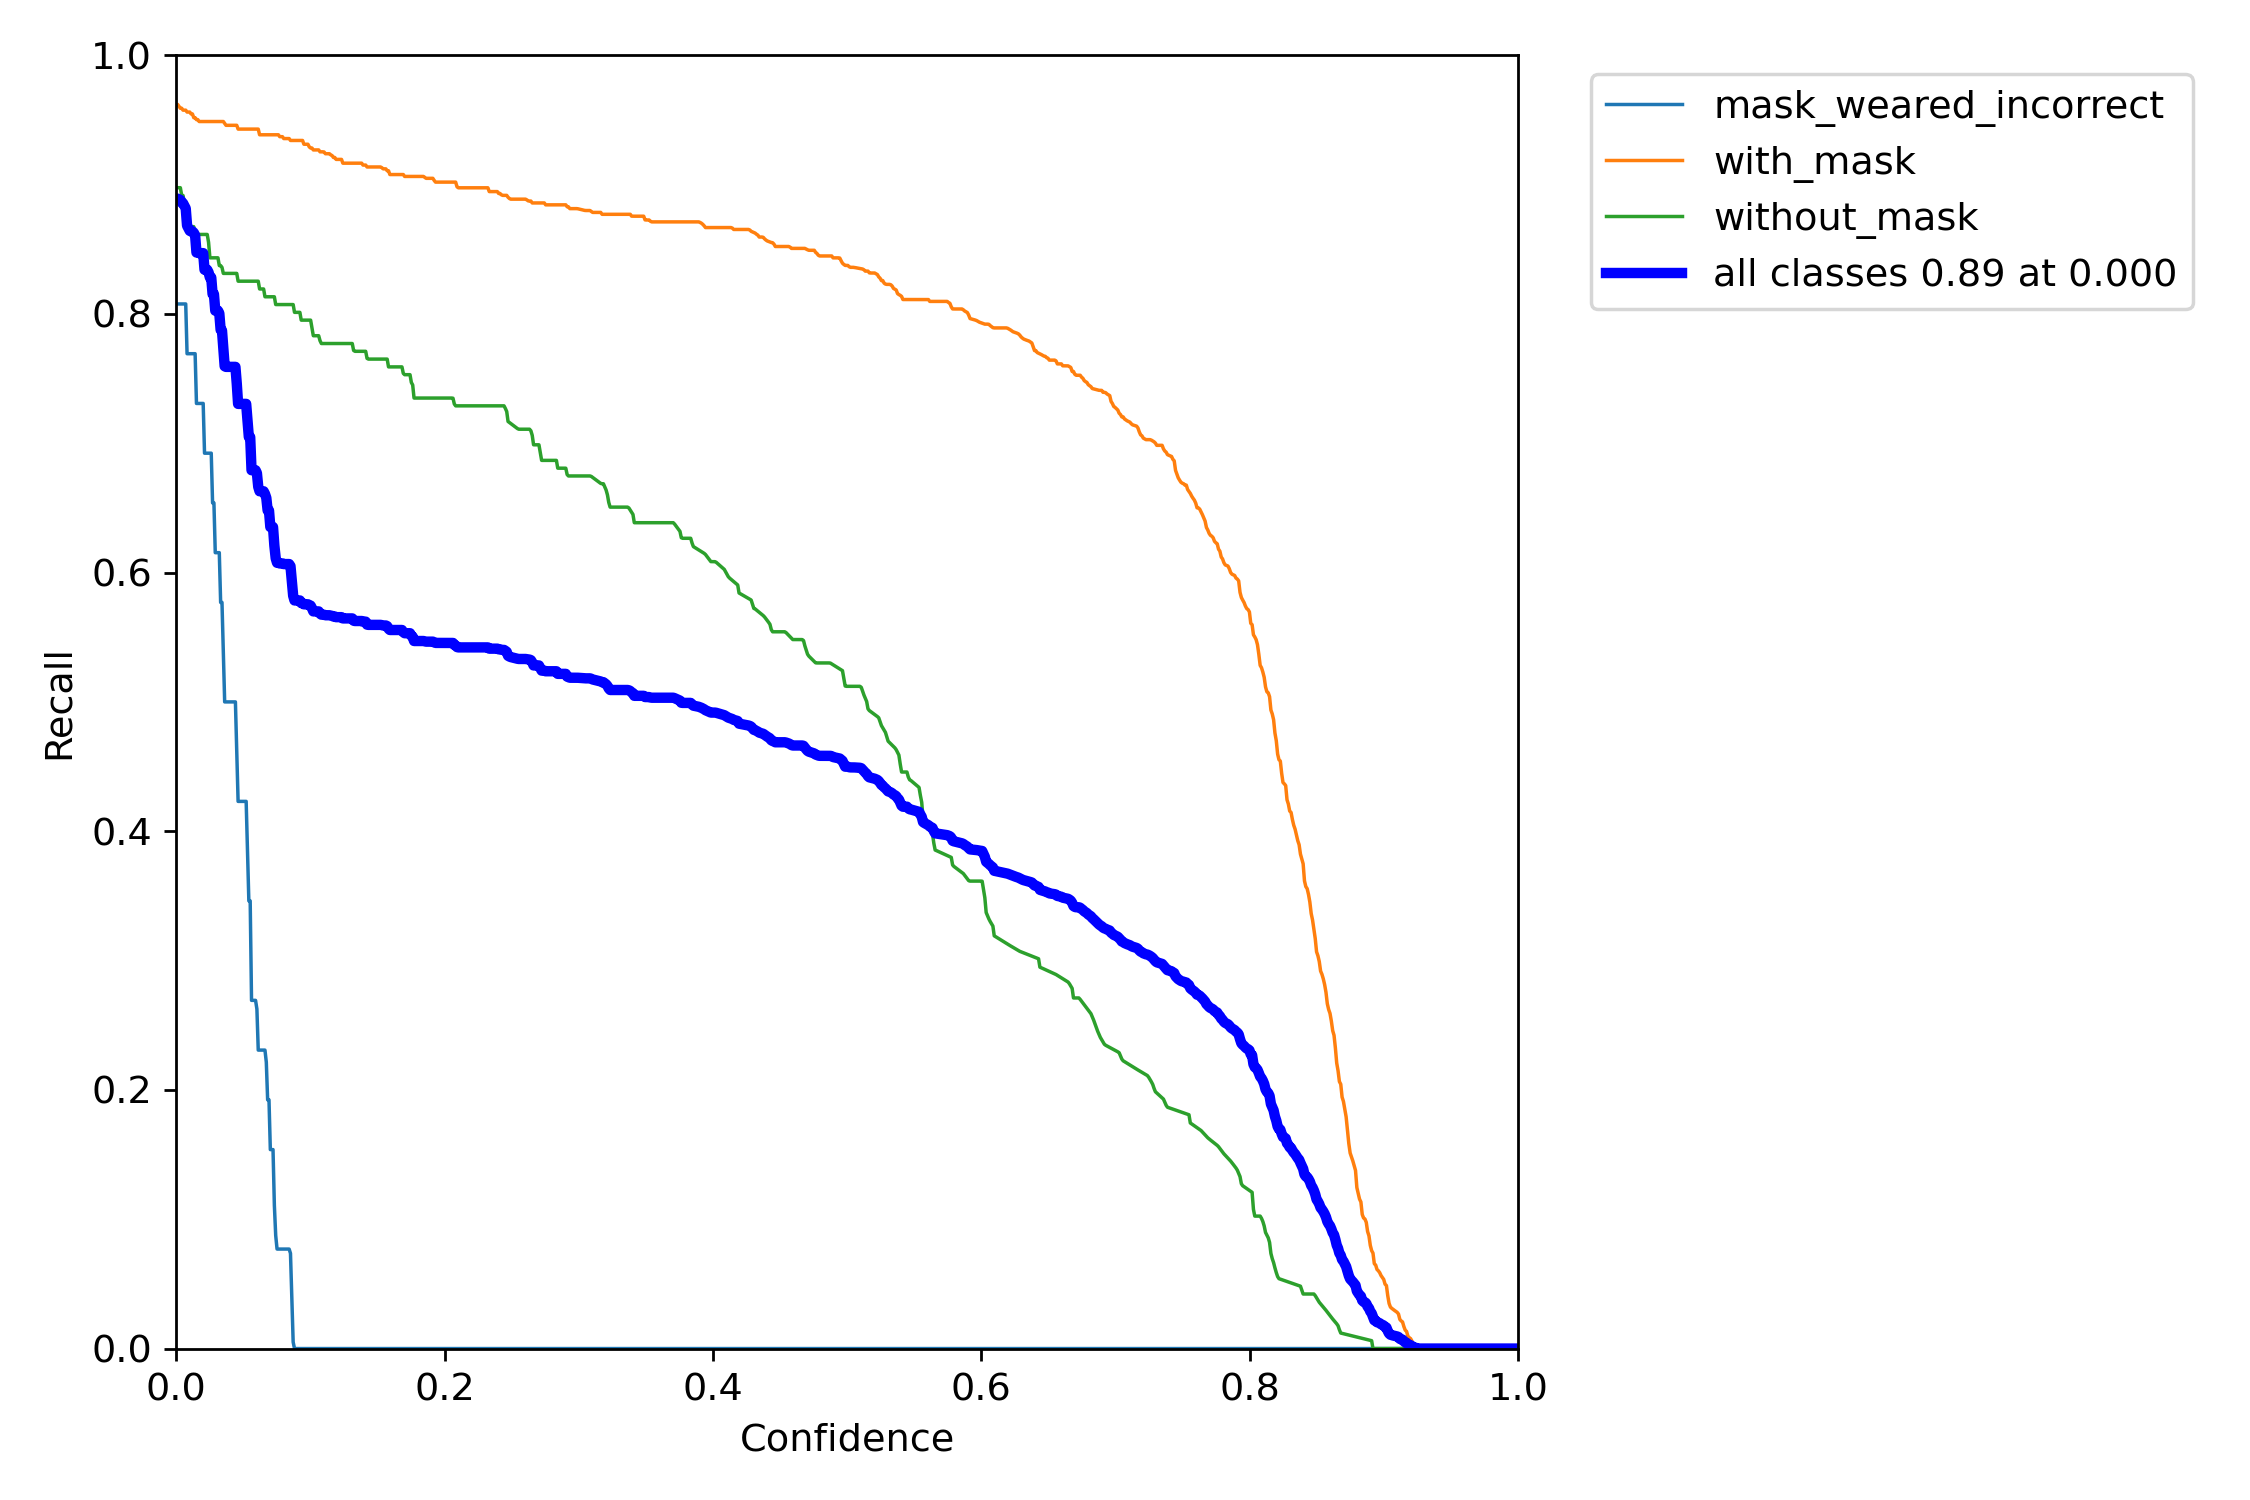 mask_weared_incorrect
with_mask
without_mask
all classes 0.89 at 0.000
1.0
0.8
0.6
0.4
0.2
0.0
Recall
0.0 0.2 0.4 0.6 0.8 1.0
Confidence